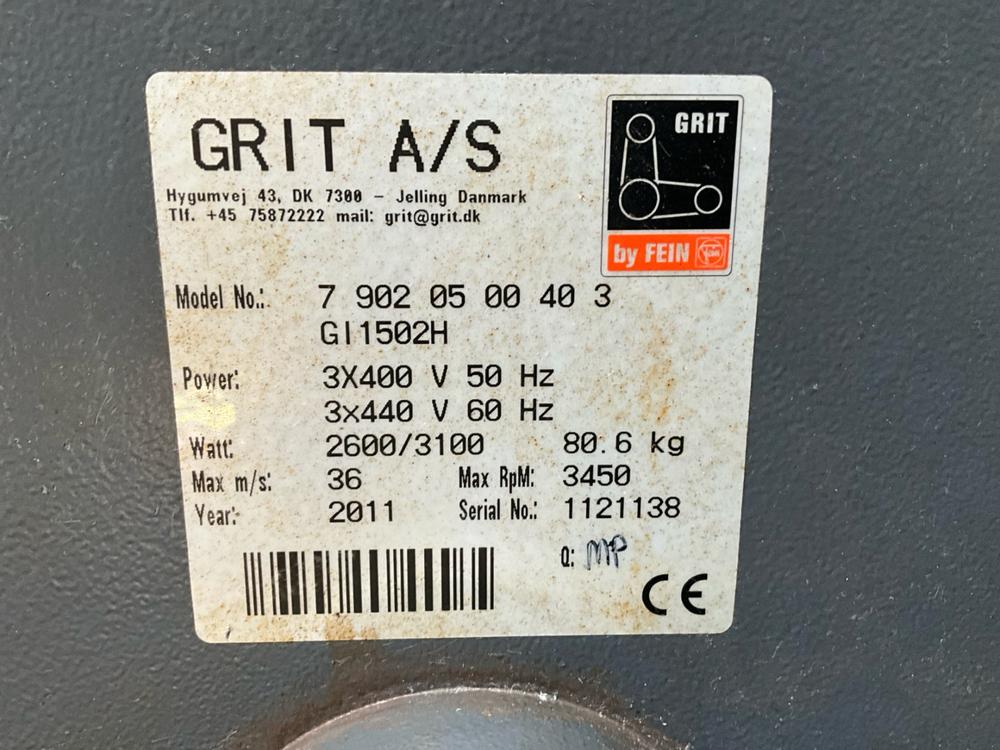 GRIT A/S
Hygumvej 43, DK 7300 - Jelling Danmark
Tlf. +45 75872222 mail: grit@grit.dk
GRIT
by FEIN
Model No.: 7 902 05 00 40 3
GI1502H
Power: 3X400 V 50 Hz
3x440 V 60 Hz
Watt: 2600/3100 80.6 kg
Max m/s: 36 Max RpM: 3450
Year: 2011 Serial No.: 1121138
Q: MP
CE